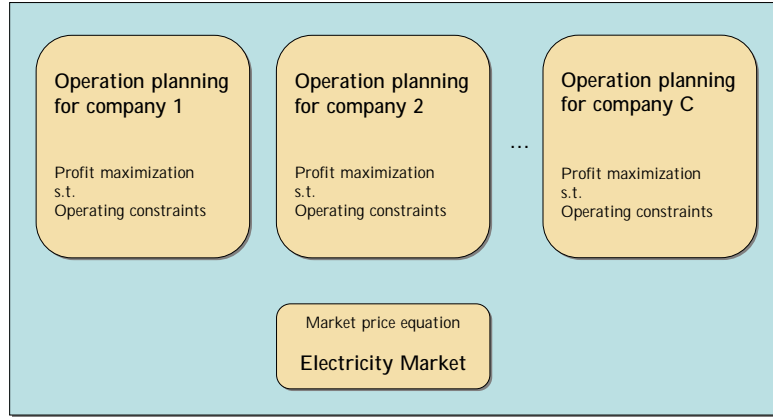 Operation planning
for company 1
Profit maximization
s.t.
Operating constraints
Operation planning
for company 2
Profit maximization
s.t.
Operating constraints
...
Operation planning
for company C
Profit maximization
s.t.
Operating constraints
Market price equation
Electricity Market